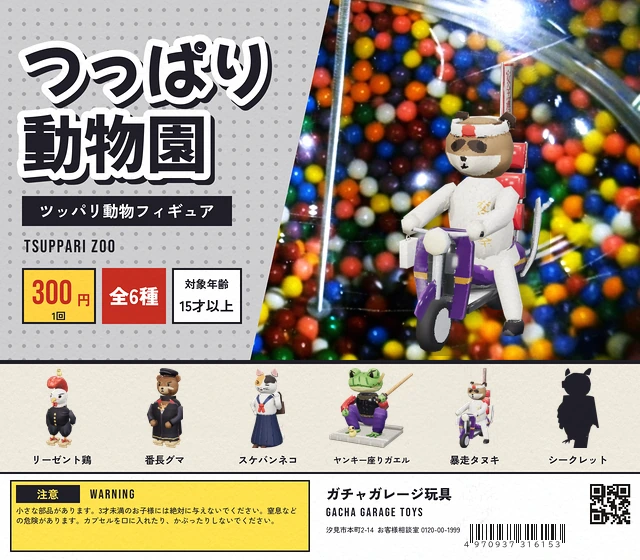 つっぱり
動物園
ツッパリ動物フィギュア
TSUPPARI ZOO
300円
1回
全6種
対象年齢
15才以上
リーゼント鶏
番長グマ
スケバンネコ
ヤンキー座りガエル
暴走タヌキ
シークレット
注意 WARNING
小さな部品があります。3才未満のお子様には絶対に与えないでください。窒息など
の危険があります。カプセルを口に入れたり、かぶったりしないでください。
ガチャガレージ玩具
GACHA GARAGE TOYS
汐見市本町2-14 お客様相談室 0120-00-1999
4 970937 316153